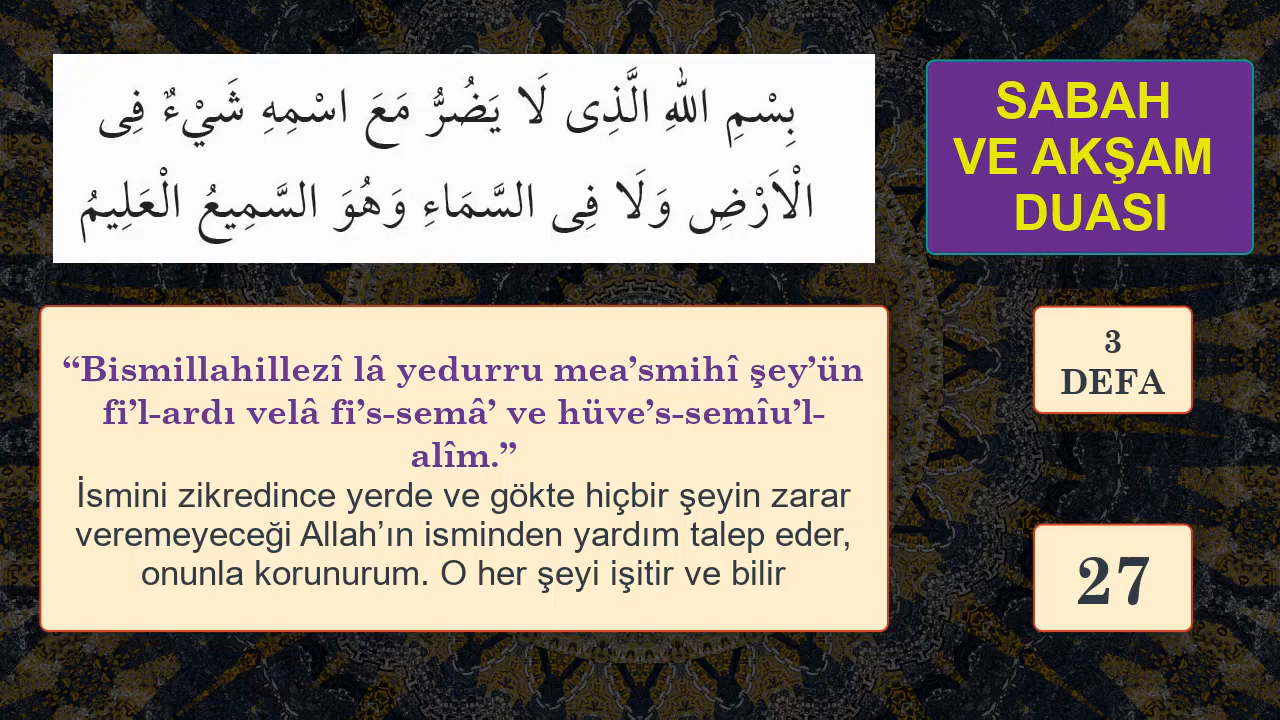 بِسْمِ اللهِ الَّذِى لَا يَضُرُّ مَعَ اسْمِهِ شَيْءٌ فِى
الْاَرْضِ وَلَا فِى السَّمَاءِ وَهُوَ السَّمِيعُ الْعَلِيمُ
SABAH
VE AKŞAM
DUASI
“Bismillahillezî lâ yedurru mea’smihî şey’ün
fi’l-ardı velâ fi’s-semâ’ ve hüve’s-semîu’l-
alîm.”
İsmini zikredince yerde ve gökte hiçbir şeyin zarar
veremeyeceği Allah’ın isminden yardım talep eder,
onunla korunurum. O her şeyi işitir ve bilir
3
DEFA
27